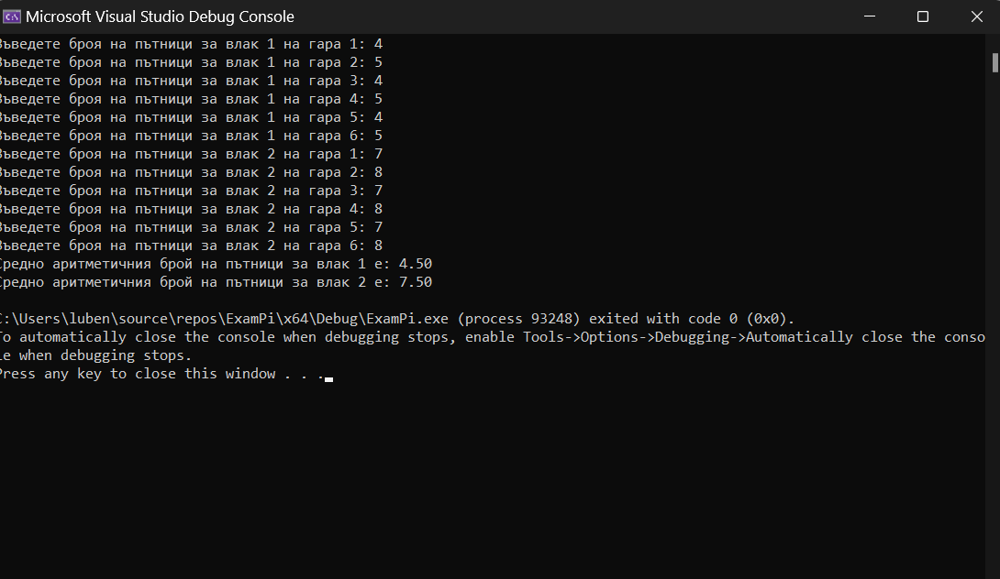 Microsoft Visual Studio Debug Console
Въведете броя на пътници за влак 1 на гара 1: 4
Въведете броя на пътници за влак 1 на гара 2: 5
Въведете броя на пътници за влак 1 на гара 3: 4
Въведете броя на пътници за влак 1 на гара 4: 5
Въведете броя на пътници за влак 1 на гара 5: 4
Въведете броя на пътници за влак 1 на гара 6: 5
Въведете броя на пътници за влак 2 на гара 1: 7
Въведете броя на пътници за влак 2 на гара 2: 8
Въведете броя на пътници за влак 2 на гара 3: 7
Въведете броя на пътници за влак 2 на гара 4: 8
Въведете броя на пътници за влак 2 на гара 5: 7
Въведете броя на пътници за влак 2 на гара 6: 8
Средно аритметичния брой на пътници за влак 1 е: 4.50
Средно аритметичния брой на пътници за влак 2 е: 7.50
C:\Users\luben\source\repos\ExamPi\x64\Debug\ExamPi.exe (process 93248) exited with code 0 (0x0).
To automatically close the console when debugging stops, enable Tools->Options->Debugging->Automatically close the conso
le when debugging stops.
Press any key to close this window . . .